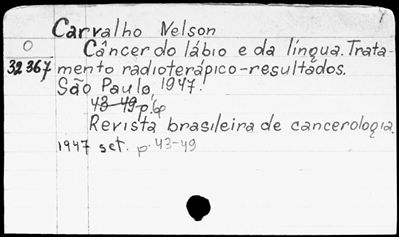 Carvalho Nelson
O Câncer do lábio e da língua. Trata-
32 367 mento radioterápico-resultados.
São Paulo, 1947.
43-49 p.
Revista brasileira de cancerologia.
1947 set. p. 43-49